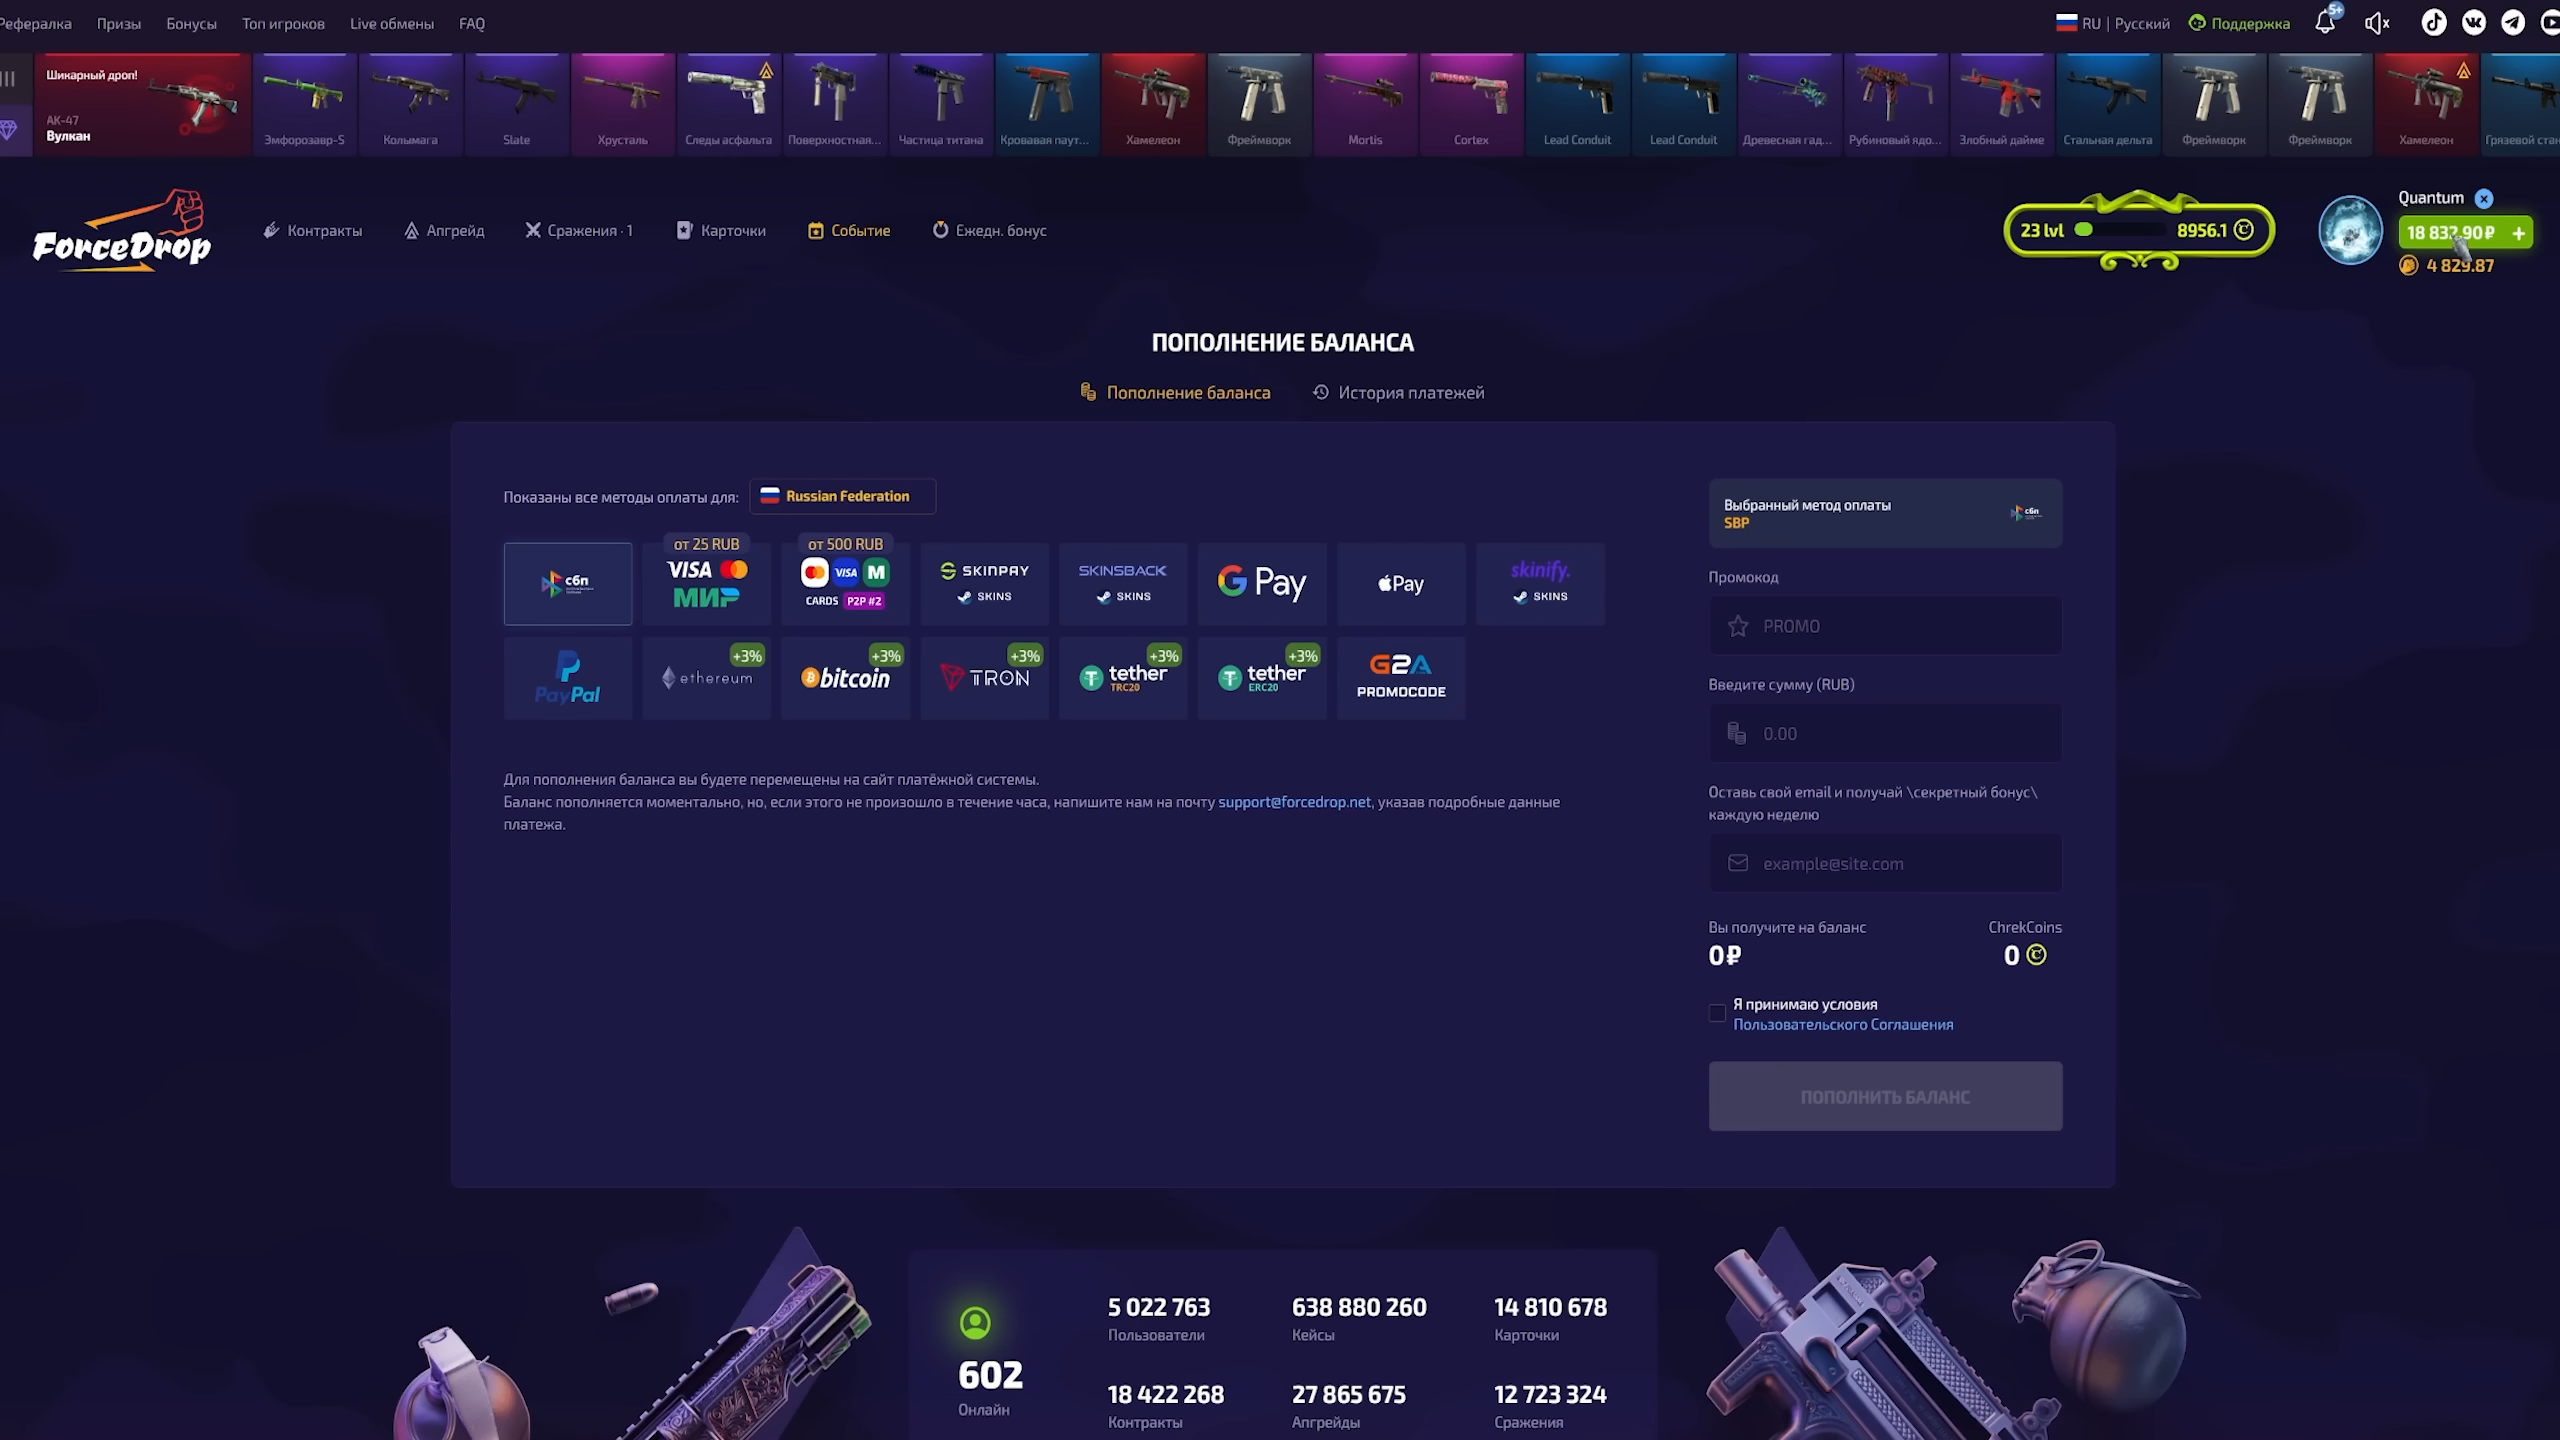 Рефералка Призы Бонусы Топ игроков Live обмены FAQ
RU | Русский Поддержка 5+
Шикарный дроп!
AK-47
Вулкан
Эмфорозавр-S Колымага Slate Хрусталь Следы асфальта Поверхностная... Частица титана Кровавая паут... Хамелеон Фреймворк Mortis Cortex Lead Conduit Lead Conduit Древесная гад... Рубиновый ядо... Злобный дайме Стальная дельта Фреймворк Фреймворк Хамелеон
ForceDrop
Контракты Апгрейд Сражения · 1 Карточки Событие Ежедн. бонус
23 lvl 8956.1
Quantum
18 832.90₽ +
4 829.87
ПОПОЛНЕНИЕ БАЛАНСА
Пополнение баланса История платежей
Показаны все методы оплаты для: Russian Federation
сбп
от 25 RUB
VISA
МИР
от 500 RUB
VISA M
CARDS P2P #2
SKINPAY
SKINS
SKINSBACK
SKINS
G Pay
Pay
skinify.
SKINS
PayPal
+3%
ethereum
+3%
bitcoin
+3%
TRON
+3%
tether
TRC20
+3%
tether
ERC20
G2A
PROMOCODE
Для пополнения баланса вы будете перемещены на сайт платёжной системы.
Баланс пополняется моментально, но, если этого не произошло в течение часа, напишите нам на почту support@forcedrop.net, указав подробные данные
платежа.
Выбранный метод оплаты
SBP
сбп
Промокод
PROMO
Введите сумму (RUB)
0.00
Оставь свой email и получай \секретный бонус\
каждую неделю
example@site.com
Вы получите на баланс ChrekCoins
0₽ 0
Я принимаю условия
Пользовательского Соглашения
ПОПОЛНИТЬ БАЛАНС
602
Онлайн
5 022 763
Пользователи
638 880 260
Кейсы
14 810 678
Карточки
18 422 268
Контракты
27 865 675
Апгрейды
12 723 324
Сражения